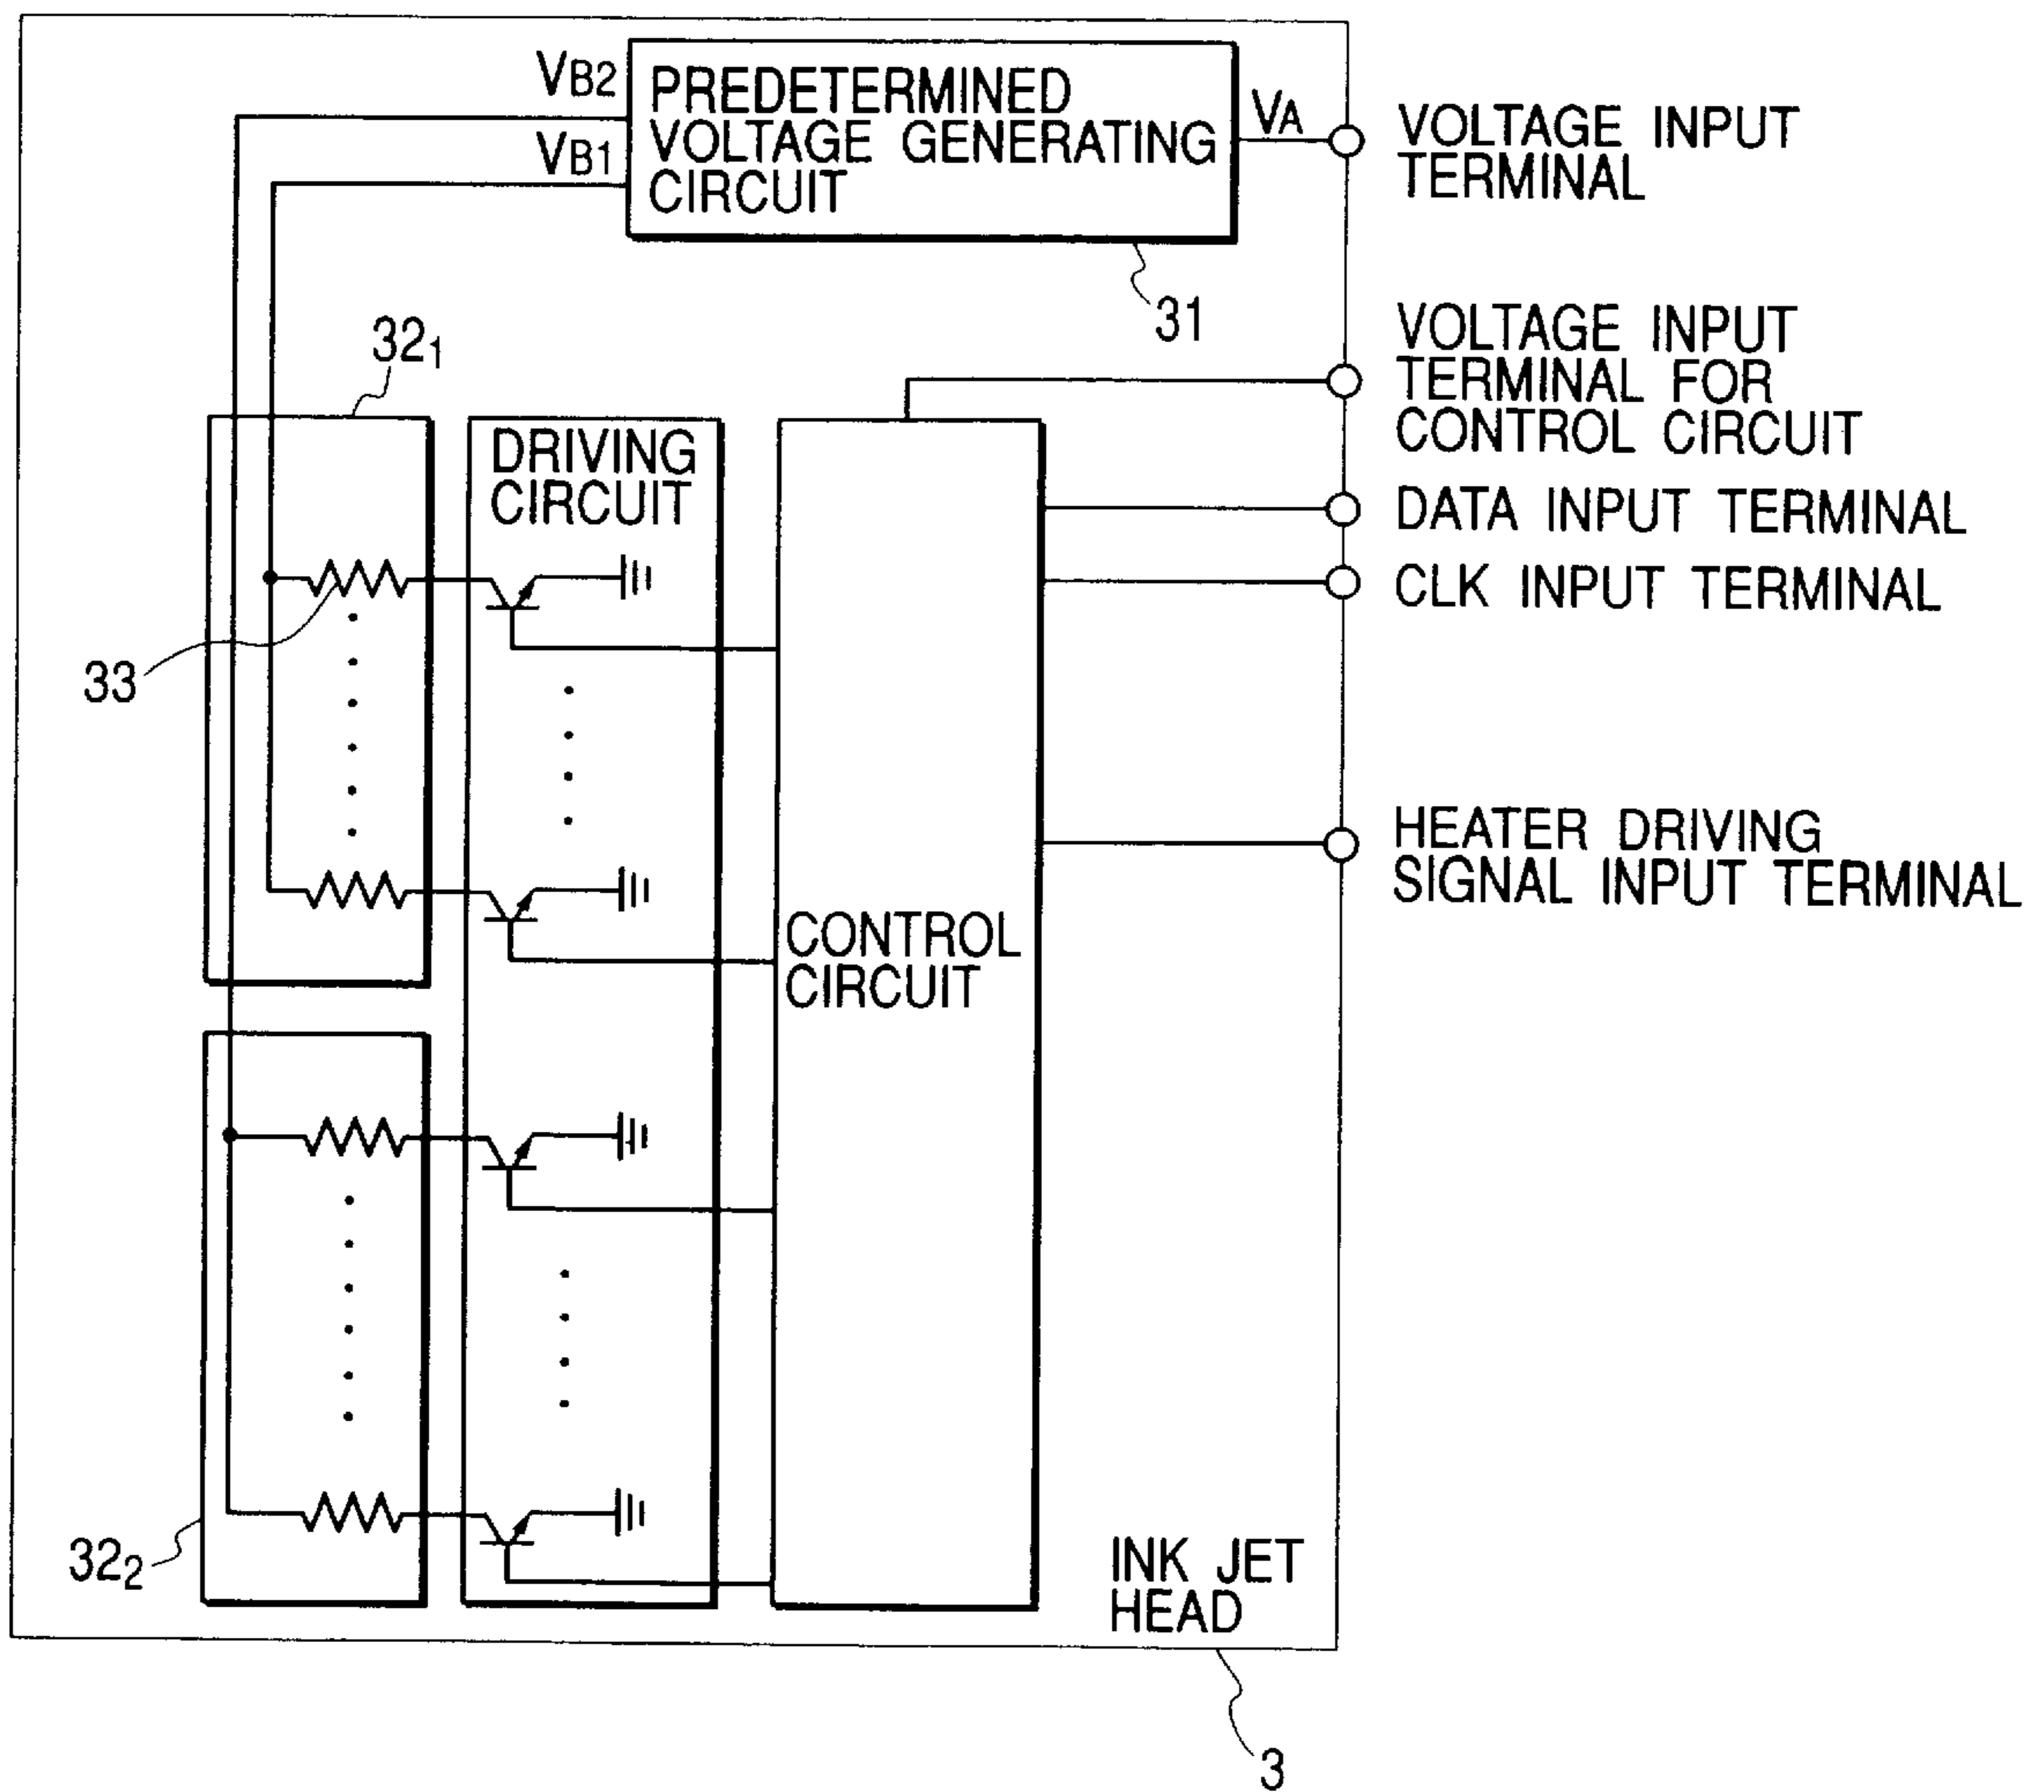 VB2
PREDETERMINED
VOLTAGE GENERATING
CIRCUIT
VB1
VA
VOLTAGE INPUT
TERMINAL
31
321
VOLTAGE INPUT
TERMINAL FOR
CONTROL CIRCUIT
DRIVING
CIRCUIT
DATA INPUT TERMINAL
CLK INPUT TERMINAL
33
HEATER DRIVING
SIGNAL INPUT TERMINAL
CONTROL
CIRCUIT
322
INK JET
HEAD
3